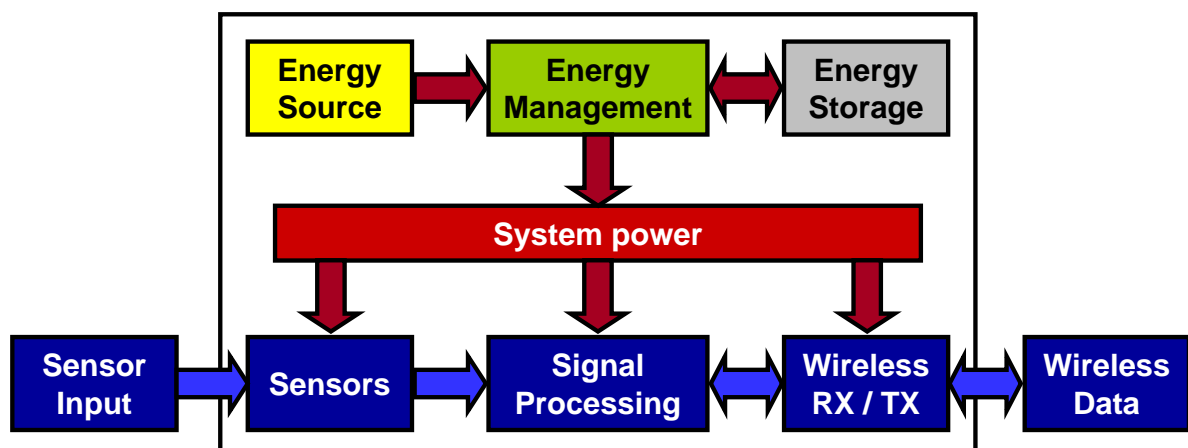 Energy
Source
Energy
Management
Energy
Storage
System power
Sensor
Input
Sensors
Signal
Processing
Wireless
RX / TX
Wireless
Data